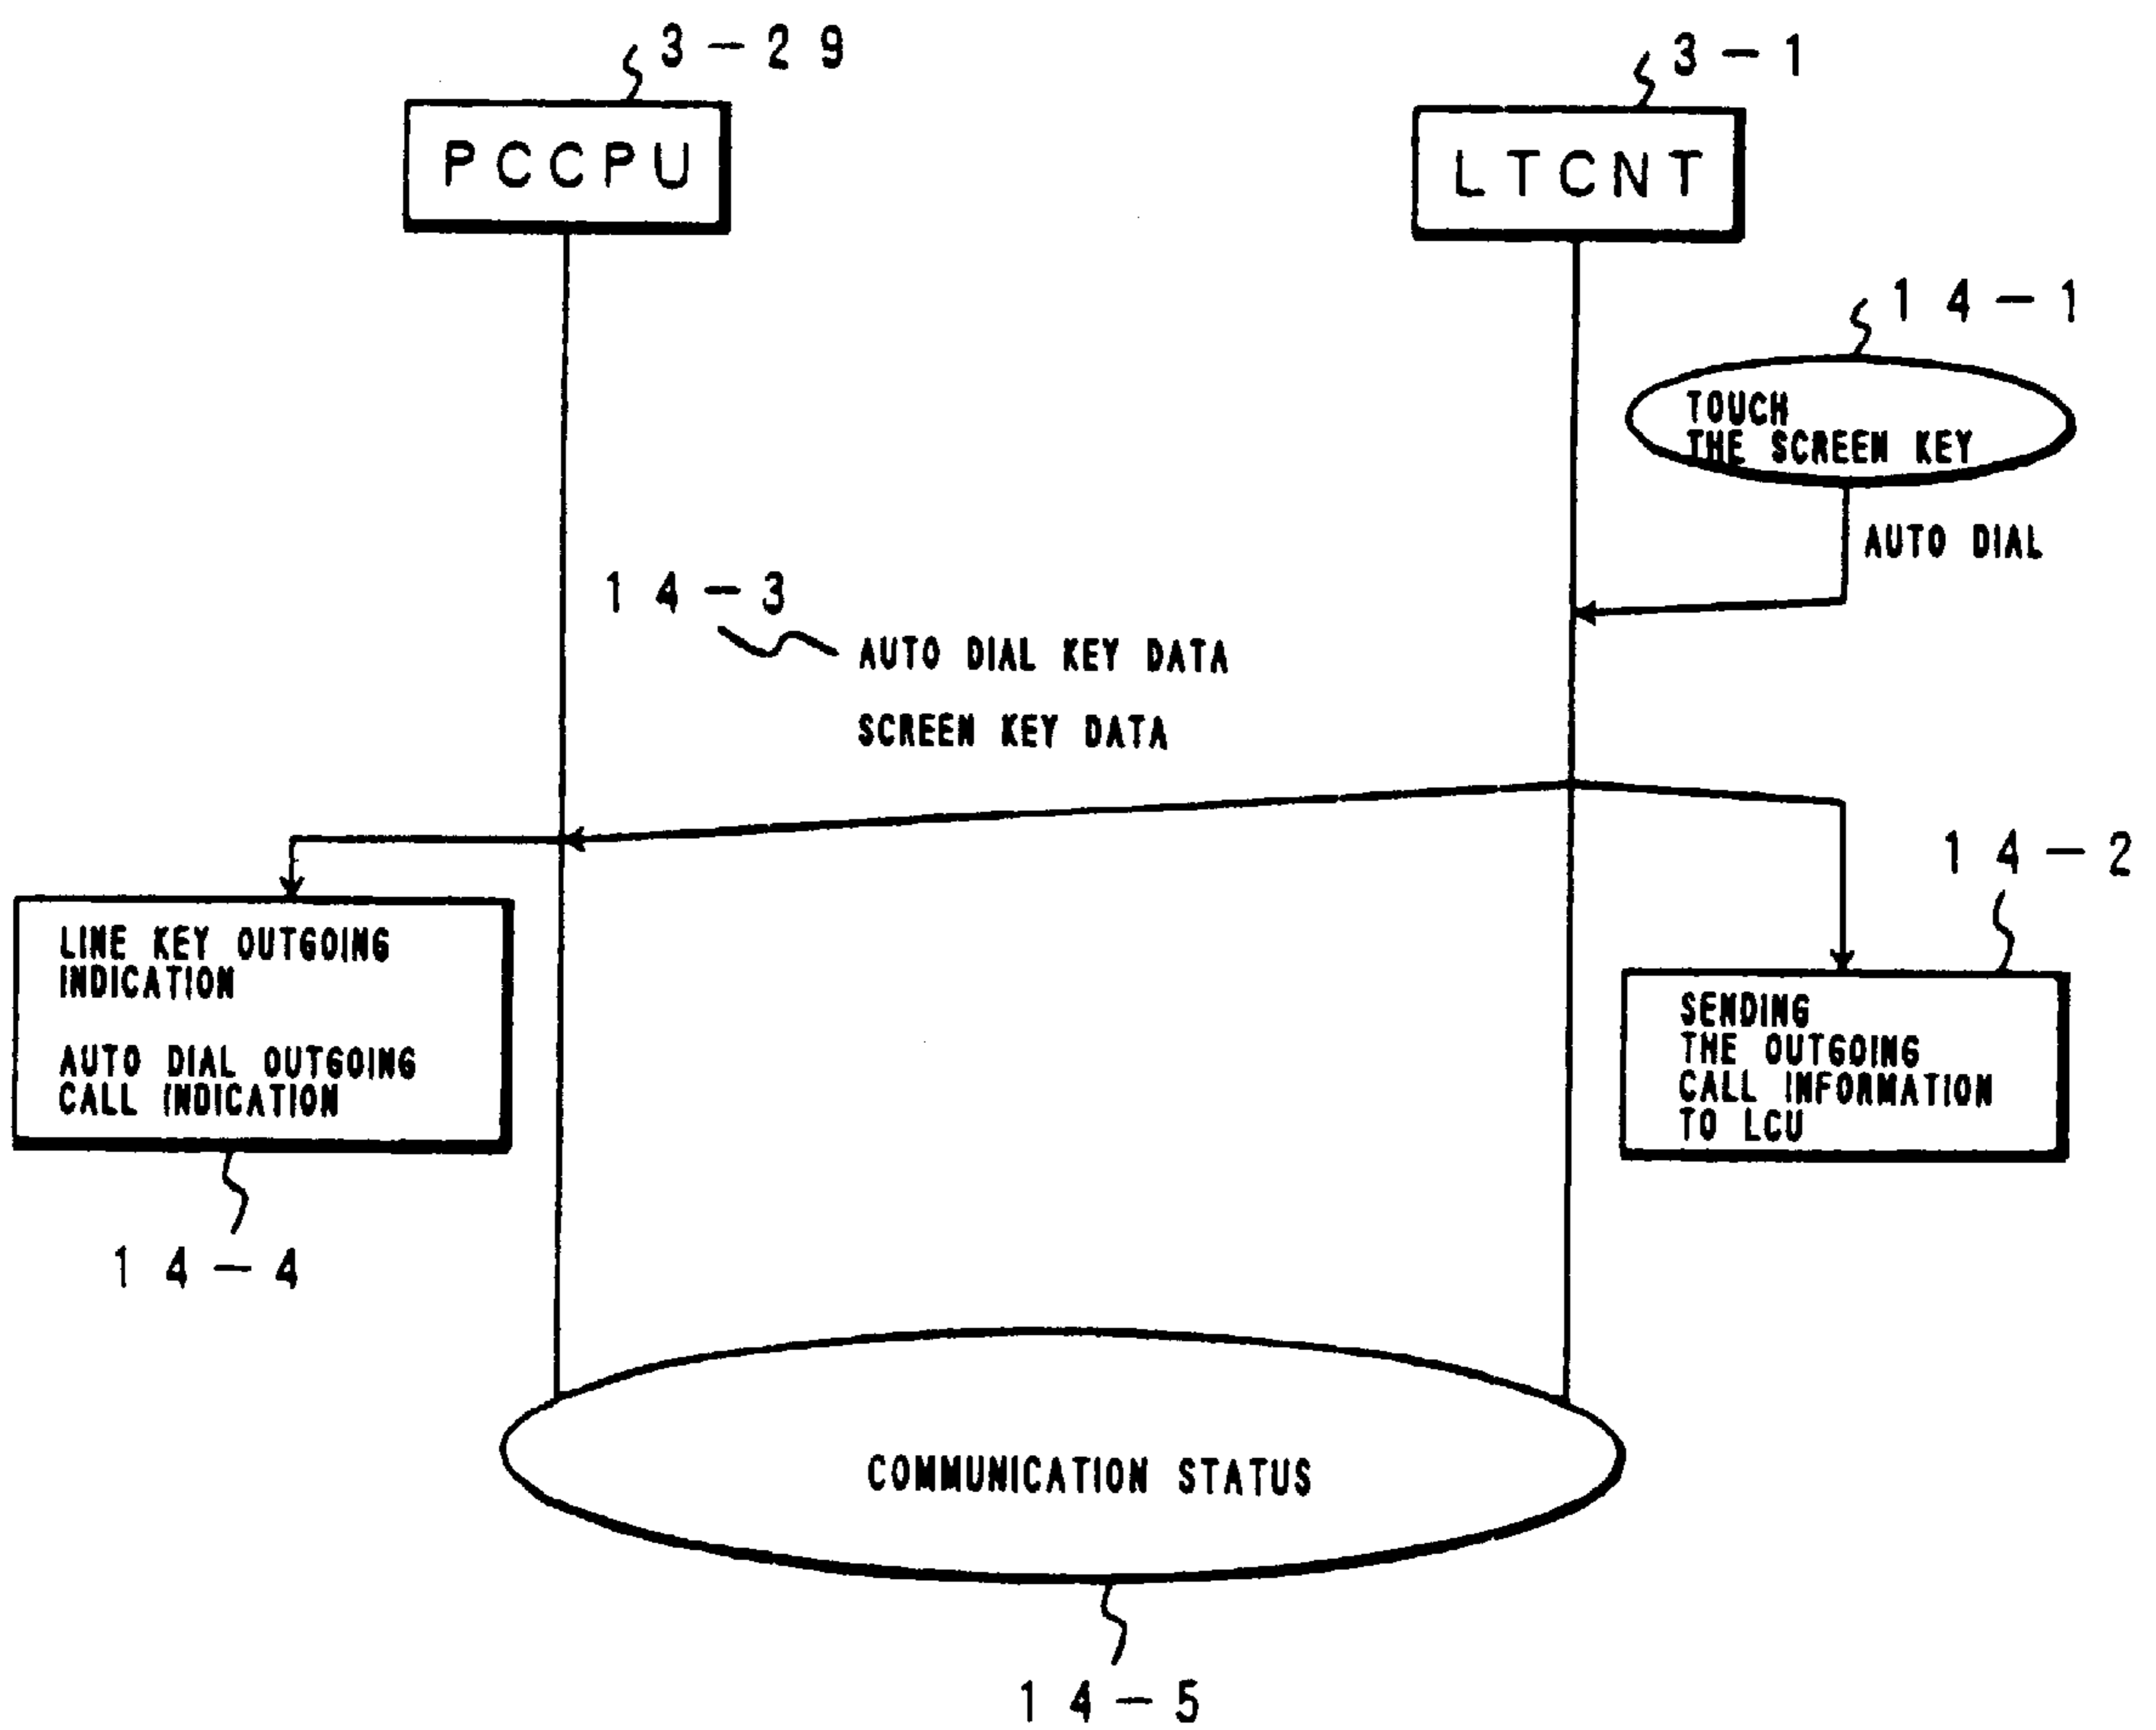 3-29
3-1
PCCPU
LTCNT
14-1
TOUCH
THE SCREEN KEY
AUTO DIAL
14-3
AUTO DIAL KEY DATA
SCREEN KEY DATA
14-2
LINE KEY OUTGOING
INDICATION
AUTO DIAL OUTGOING
CALL INDICATION
SENDING
THE OUTGOING
CALL INFORMATION
TO LCU
14-4
COMMUNICATION STATUS
14-5